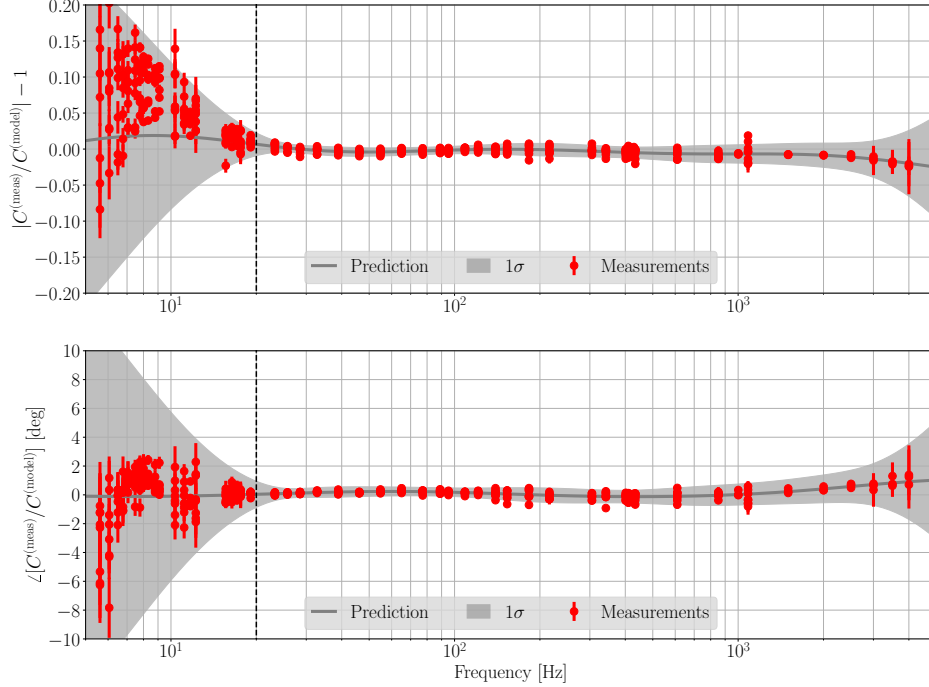 0.20
0.15
0.10
0.05
0.00
−0.05
−0.10
−0.15
−0.20
|C^(meas)/C^(model)| − 1
Prediction 1σ Measurements
10^1 10^2 10^3
10
8
6
4
2
0
−2
−4
−6
−8
−10
∠[C^(meas)/C^(model)] [deg]
Prediction 1σ Measurements
10^1 10^2 10^3
Frequency [Hz]